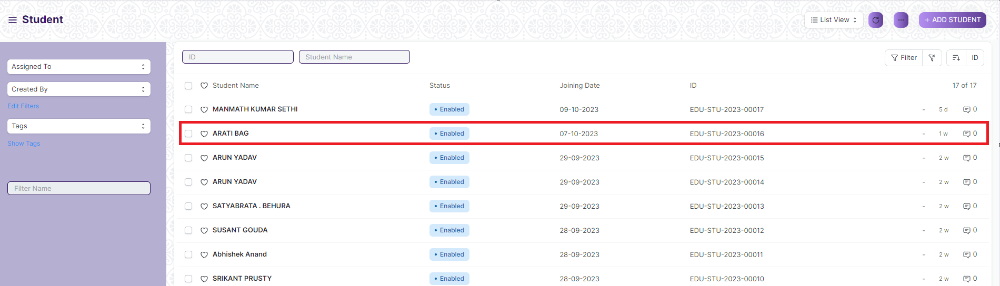 Student
List View
...
+ ADD STUDENT
Assigned To
Created By
Edit Filters
Tags
Show Tags
Filter Name
ID Student Name
Filter ID
Student Name Status Joining Date ID 17 of 17
MANMATH KUMAR SETHI • Enabled 09-10-2023 EDU-STU-2023-00017 - 5 d 0
ARATI BAG • Enabled 07-10-2023 EDU-STU-2023-00016 - 1 w 0
ARUN YADAV • Enabled 29-09-2023 EDU-STU-2023-00015 - 2 w 0
ARUN YADAV • Enabled 29-09-2023 EDU-STU-2023-00014 - 2 w 0
SATYABRATA . BEHURA • Enabled 29-09-2023 EDU-STU-2023-00013 - 2 w 0
SUSANT GOUDA • Enabled 28-09-2023 EDU-STU-2023-00012 - 2 w 0
Abhishek Anand • Enabled 28-09-2023 EDU-STU-2023-00011 - 2 w 0
SRIKANT PRUSTY • Enabled 28-09-2023 EDU-STU-2023-00010 - 2 w 0